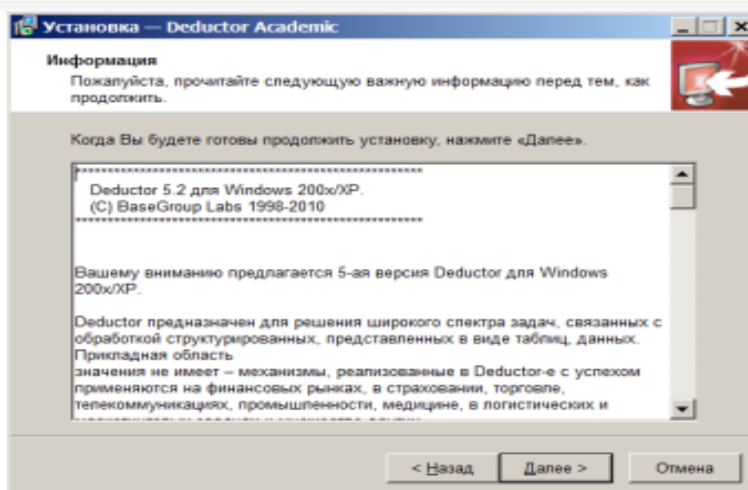 Установка — Deductor Academic
Информация
Пожалуйста, прочитайте следующую важную информацию перед тем, как
продолжить.
Когда Вы будете готовы продолжить установку, нажмите «Далее».
****************************************************
Deductor 5.2 для Windows 200x/XP.
(C) BaseGroup Labs 1998-2010
****************************************************
Вашему вниманию предлагается 5-ая версия Deductor для Windows
200x/XP.
Deductor предназначен для решения широкого спектра задач, связанных с
обработкой структурированных, представленных в виде таблиц, данных.
Прикладная область
значения не имеет – механизмы, реализованные в Deductor-е с успехом
применяются на финансовых рынках, в страховании, торговле,
телекоммуникациях, промышленности, медицине, в логистических и
< Назад
Далее >
Отмена